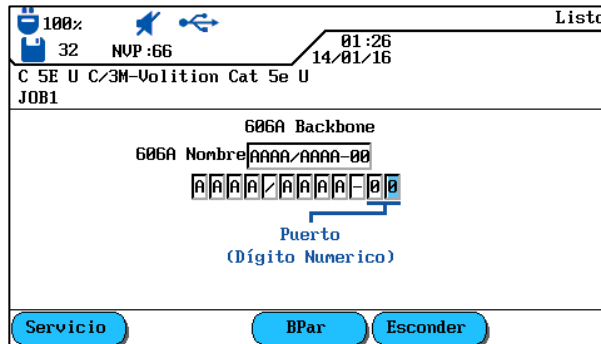 100% Listo
32 NVP:66 01:26
14/01/16
C 5E U C/3M-Volition Cat 5e U
JOB1
606A Backbone
606A Nombre AAAA/AAAA-00
AAAA/AAAA-00
Puerto
(Dígito Numerico)
Servicio BPar Esconder